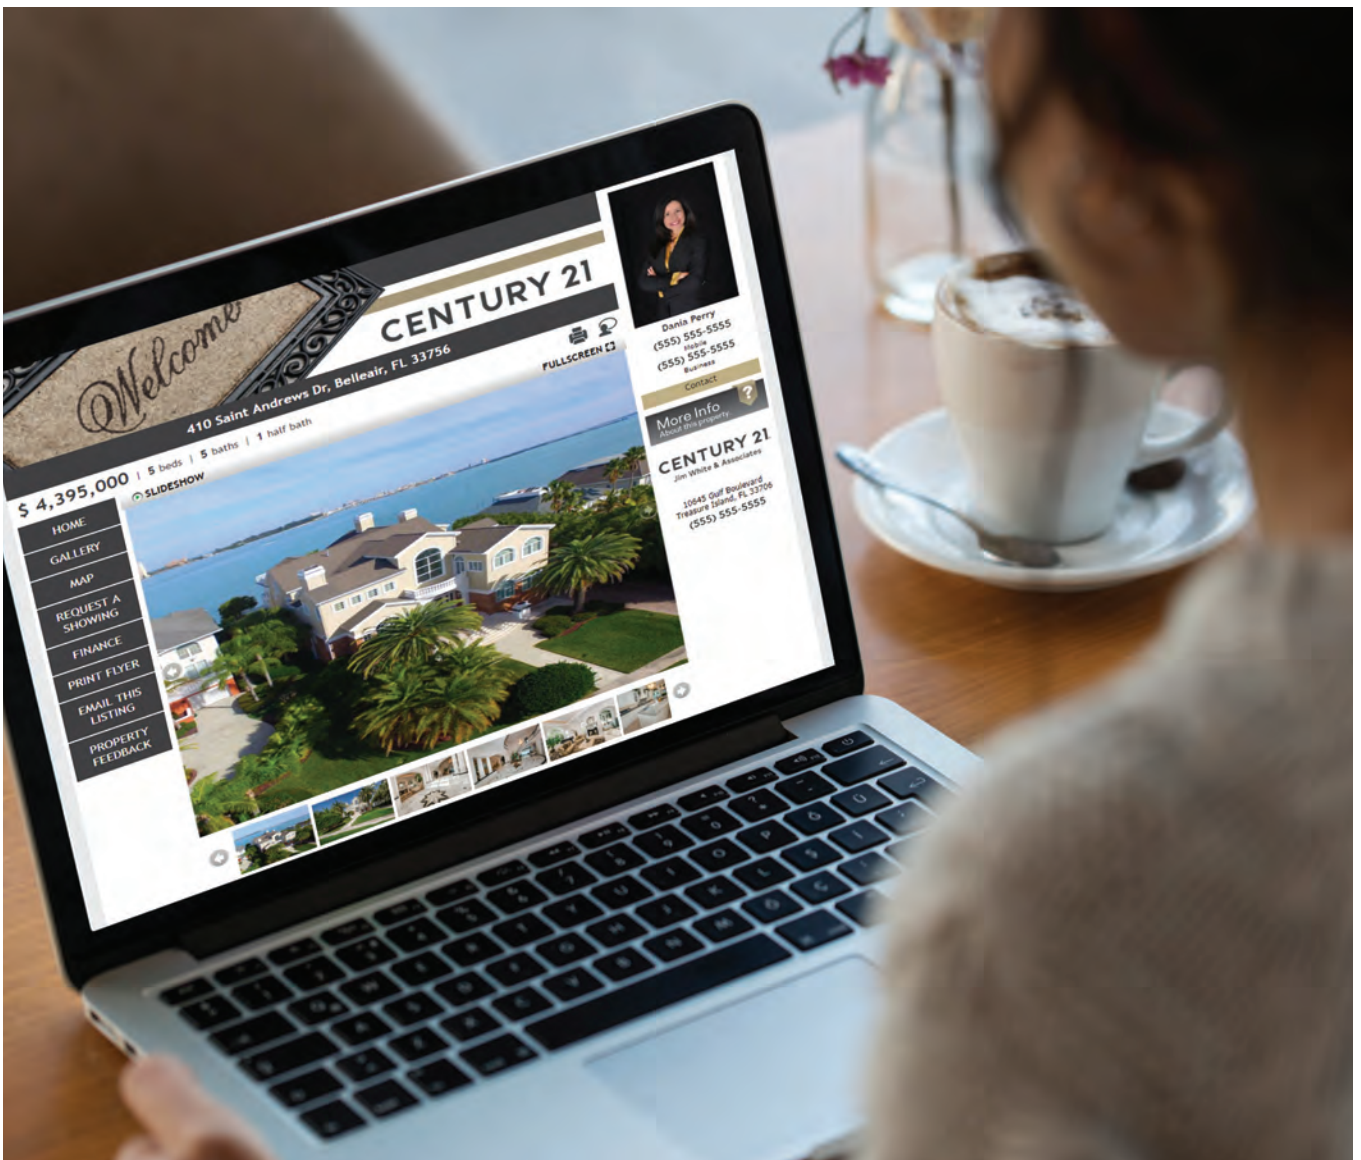 Welcome
CENTURY 21
410 Saint Andrews Dr, Belleair, FL 33756
FULLSCREEN
$ 4,395,000 | 5 beds | 5 baths | 1 half bath
SLIDESHOW
HOME
GALLERY
MAP
REQUEST A
SHOWING
FINANCE
PRINT FLYER
EMAIL THIS
LISTING
PROPERTY
FEEDBACK
Dania Perry
(555) 555-5555
Mobile
(555) 555-5555
Business
Contact
More Info
About this property
?
CENTURY 21
Jim White & Associates
10645 Gulf Boulevard
Treasure Island, FL 33706
(555) 555-5555